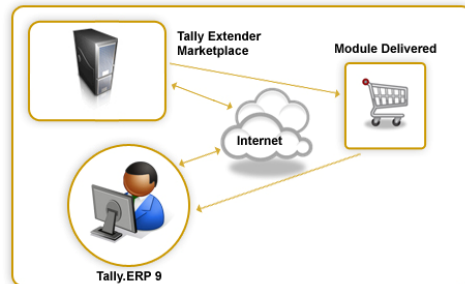 Tally Extender
Marketplace
Module Delivered
Internet
Tally.ERP 9